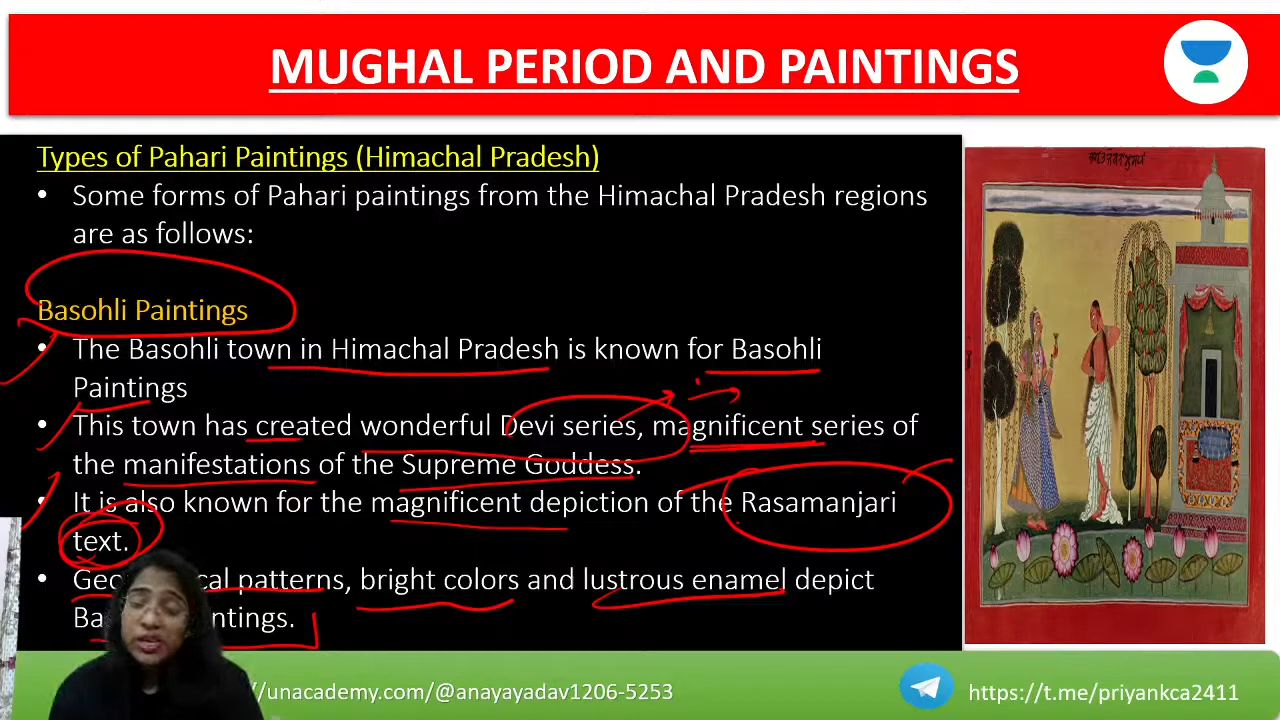 MUGHAL PERIOD AND PAINTINGS
Types of Pahari Paintings (Himachal Pradesh)
• Some forms of Pahari paintings from the Himachal Pradesh regions
are as follows:
Basohli Paintings
• The Basohli town in Himachal Pradesh is known for Basohli
Paintings
• This town has created wonderful Devi series, magnificent series of
the manifestations of the Supreme Goddess.
• It is also known for the magnificent depiction of the Rasamanjari
text.
• patterns, bright colors and lustrous enamel depict
//unacademy.com/@anayayadav1206-5253
https://t.me/priyankca2411